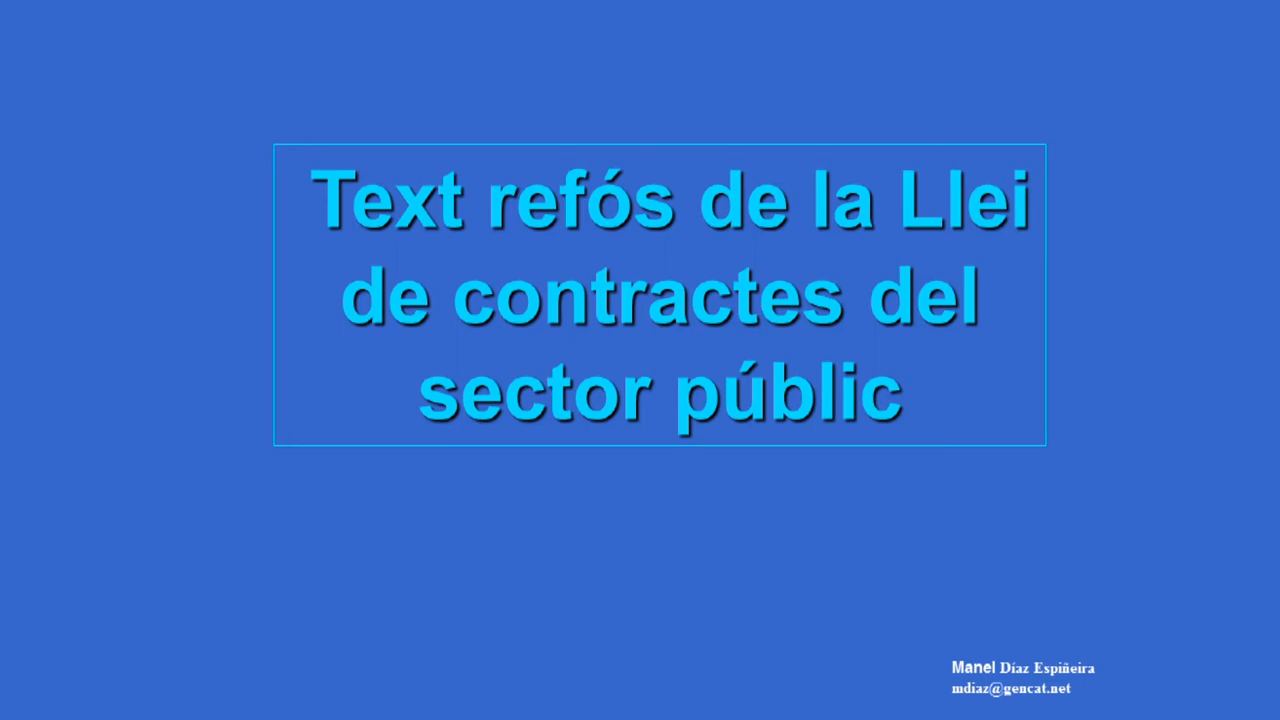 Text refós de la Llei
de contractes del
sector públic
Manel Díaz Espiñeira
mdiaz@gencat.net